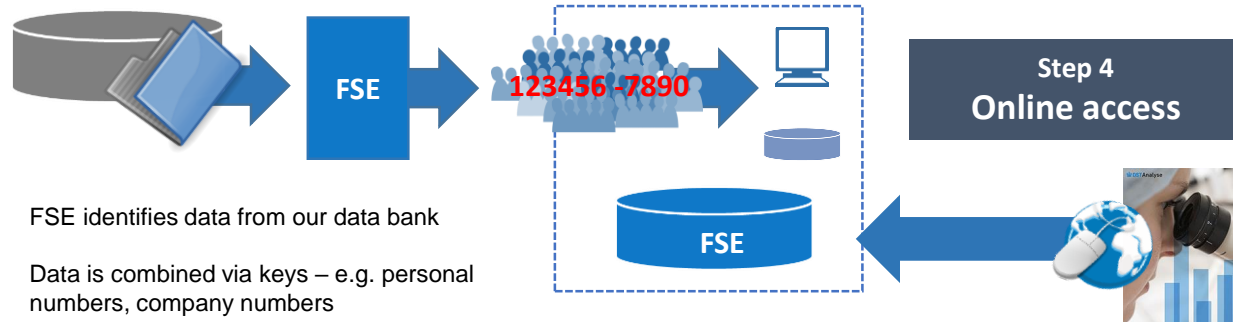 FSE
123456 -7890
Step 4
Online access
DSTAnalyse
FSE
FSE identifies data from our data bank
Data is combined via keys – e.g. personal
numbers, company numbers